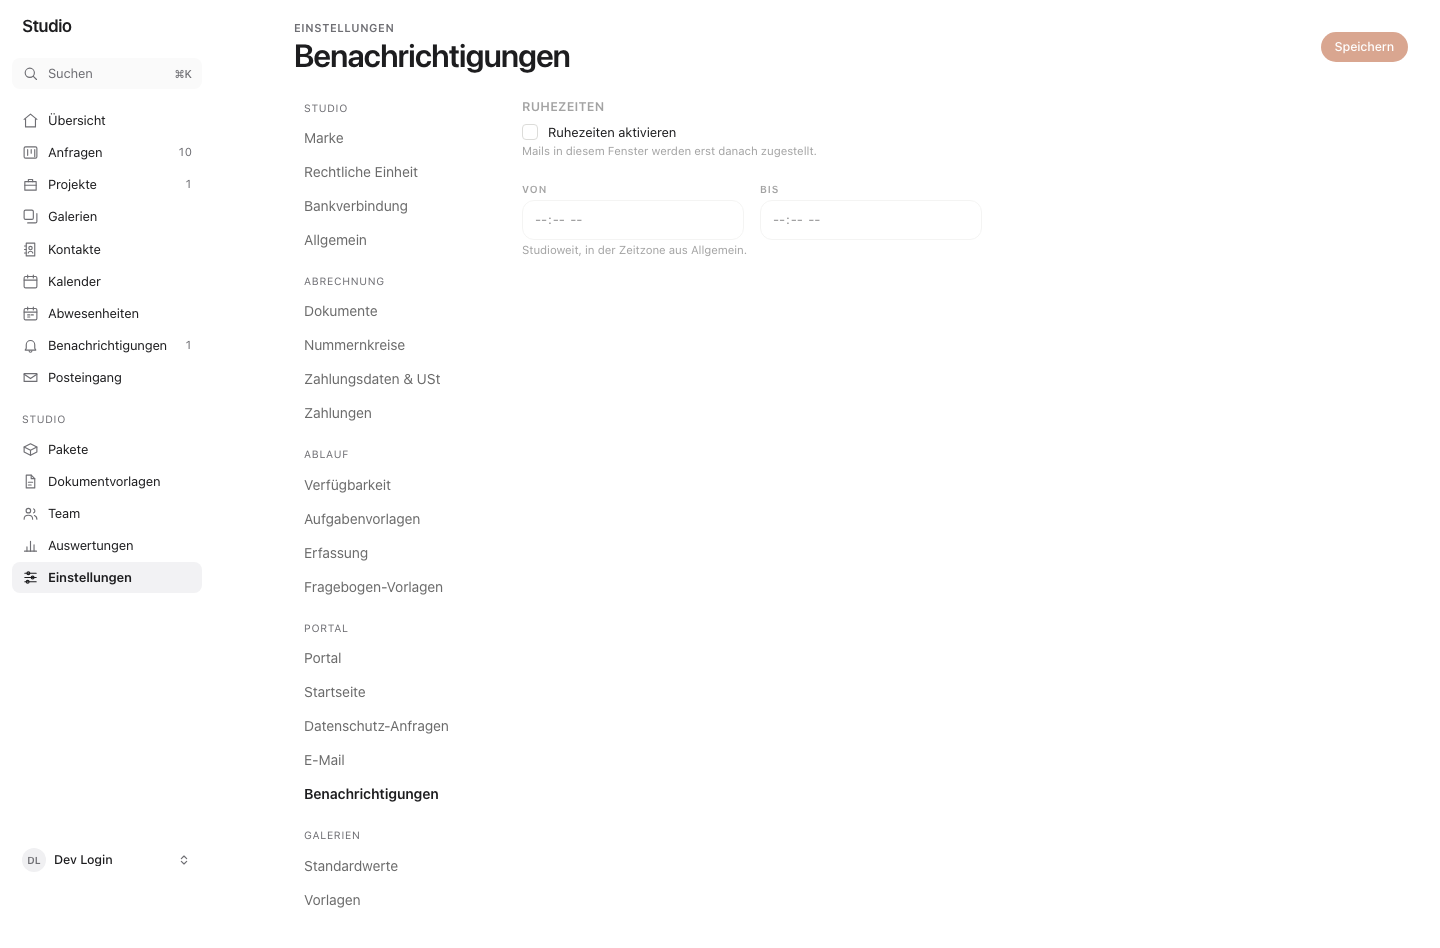 Studio
Suchen ⌘K
Übersicht
Anfragen 10
Projekte 1
Galerien
Kontakte
Kalender
Abwesenheiten
Benachrichtigungen 1
Posteingang
STUDIO
Pakete
Dokumentvorlagen
Team
Auswertungen
Einstellungen
DL Dev Login
EINSTELLUNGEN
Benachrichtigungen
Speichern
STUDIO
Marke
Rechtliche Einheit
Bankverbindung
Allgemein
ABRECHNUNG
Dokumente
Nummernkreise
Zahlungsdaten & USt
Zahlungen
ABLAUF
Verfügbarkeit
Aufgabenvorlagen
Erfassung
Fragebogen-Vorlagen
PORTAL
Portal
Startseite
Datenschutz-Anfragen
E-Mail
Benachrichtigungen
GALERIEN
Standardwerte
Vorlagen
RUHEZEITEN
Ruhezeiten aktivieren
Mails in diesem Fenster werden erst danach zugestellt.
VON BIS
--:-- -- --:-- --
Studioweit, in der Zeitzone aus Allgemein.